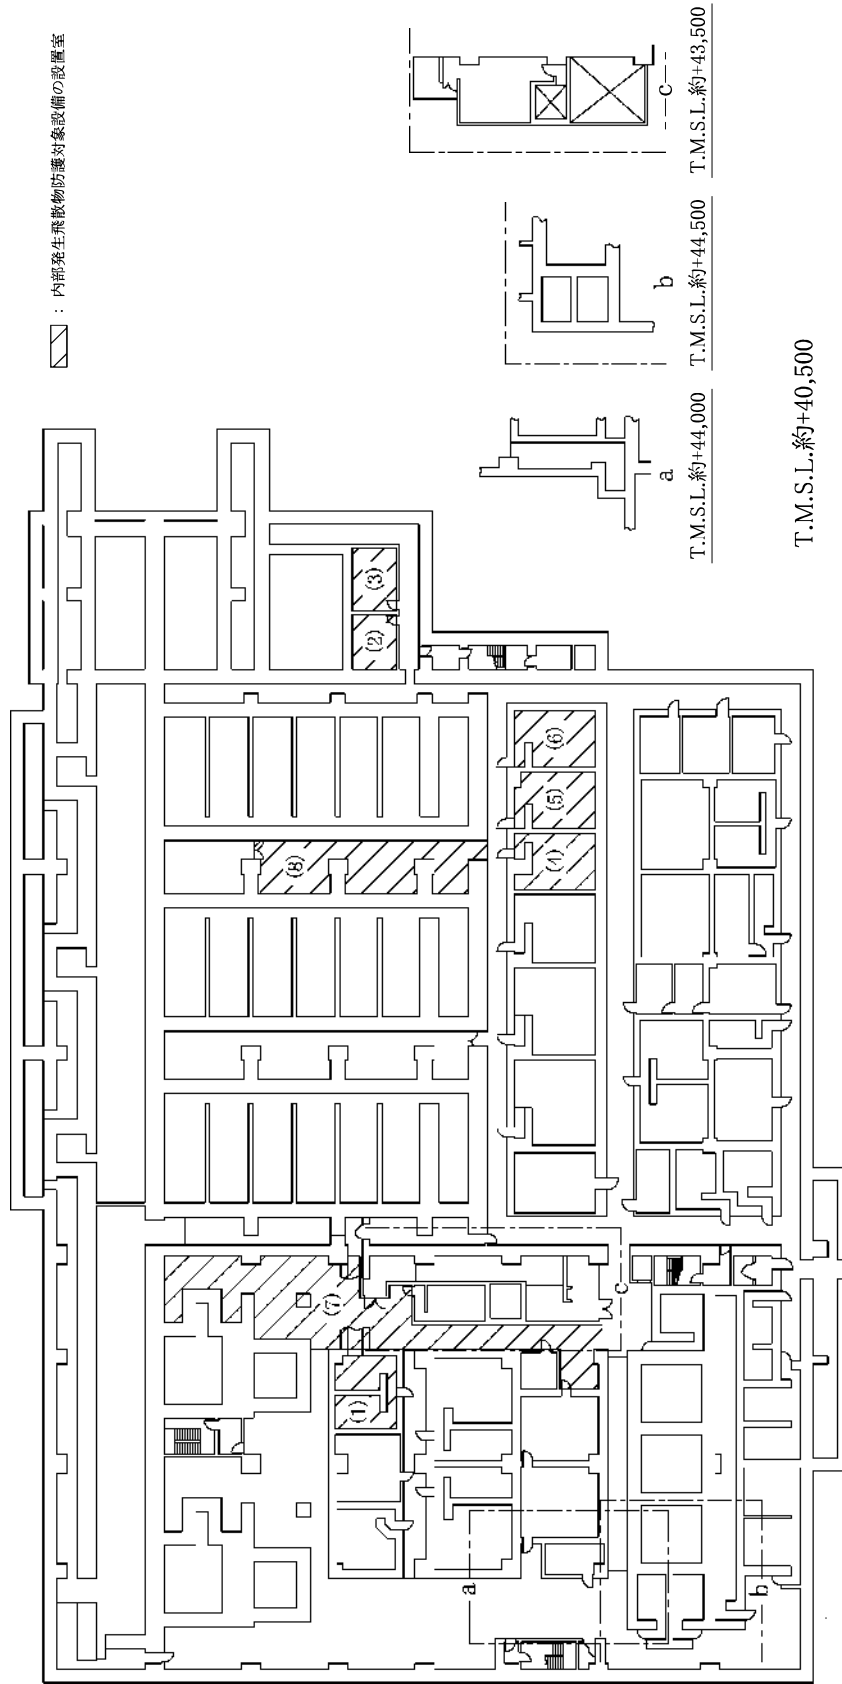 ： 内部発生飛散物防護対象設備の設置室
(1)
(2)
(3)
(4)
(5)
(6)
(7)
(8)
a
b
c
a
T.M.S.L.約+44,000
b
T.M.S.L.約+44,500
c
T.M.S.L.約+43,500
T.M.S.L.約+40,500